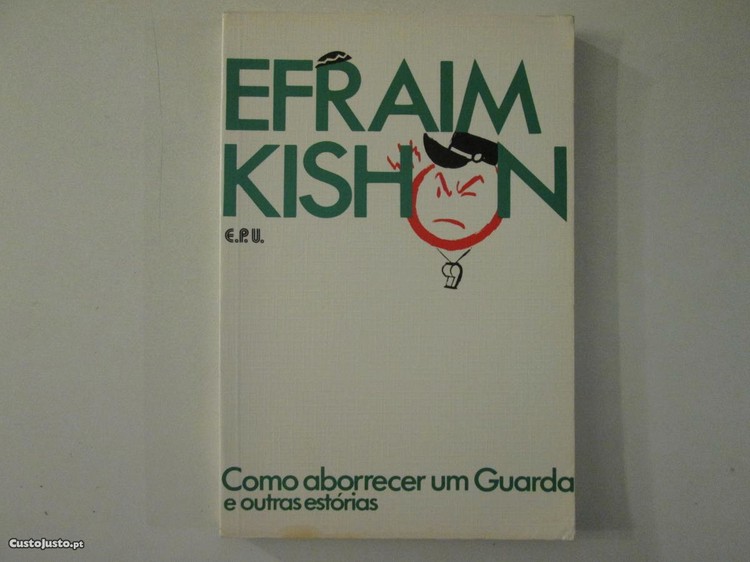 EFRAIM
KISHON
E.P.U.
Como aborrecer um Guarda
e outras estórias
CustoJusto.pt